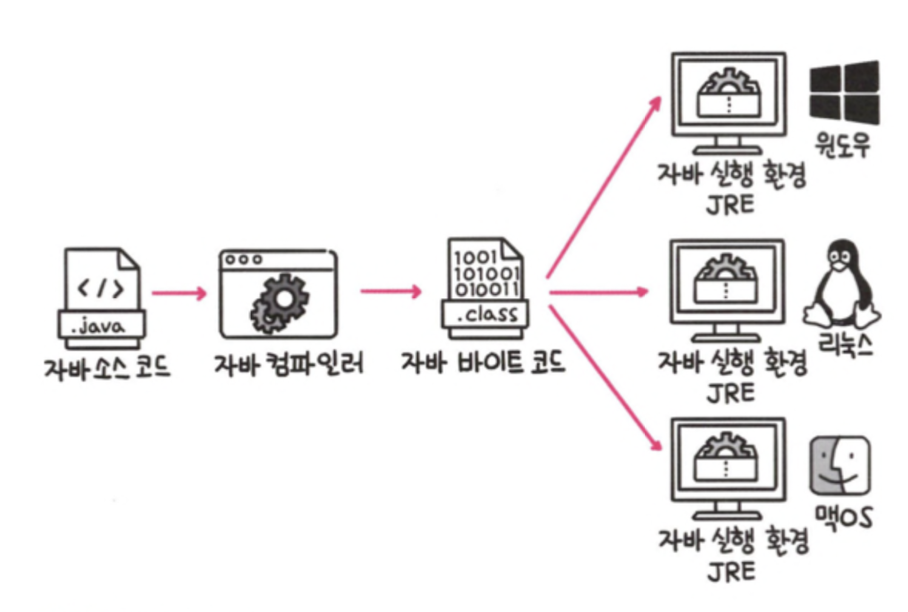 </>
.java
자바 소스 코드
자바 컴파일러
1001
101001
010011
.class
자바 바이트 코드
자바 실행 환경
JRE
윈도우
자바 실행 환경
JRE
리눅스
자바 실행 환경
JRE
맥OS